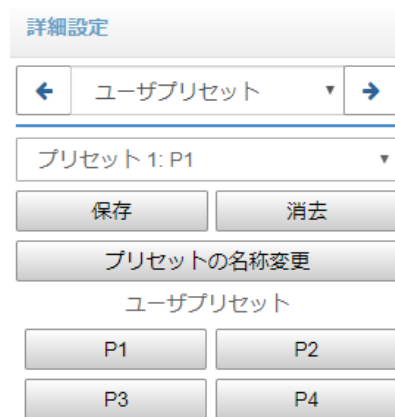 詳細設定
ユーザプリセット
プリセット 1: P1
保存 消去
プリセットの名称変更
ユーザプリセット
P1 P2
P3 P4